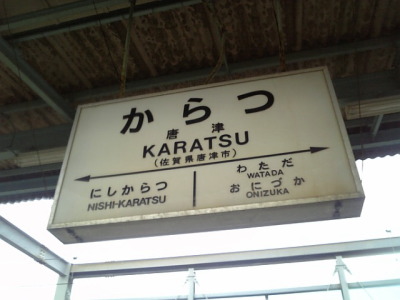 からつ
唐津
KARATSU
(佐賀県唐津市)
にしからつ
NISHI-KARATSU
わただ
WATADA
おにづか
ONIZUKA